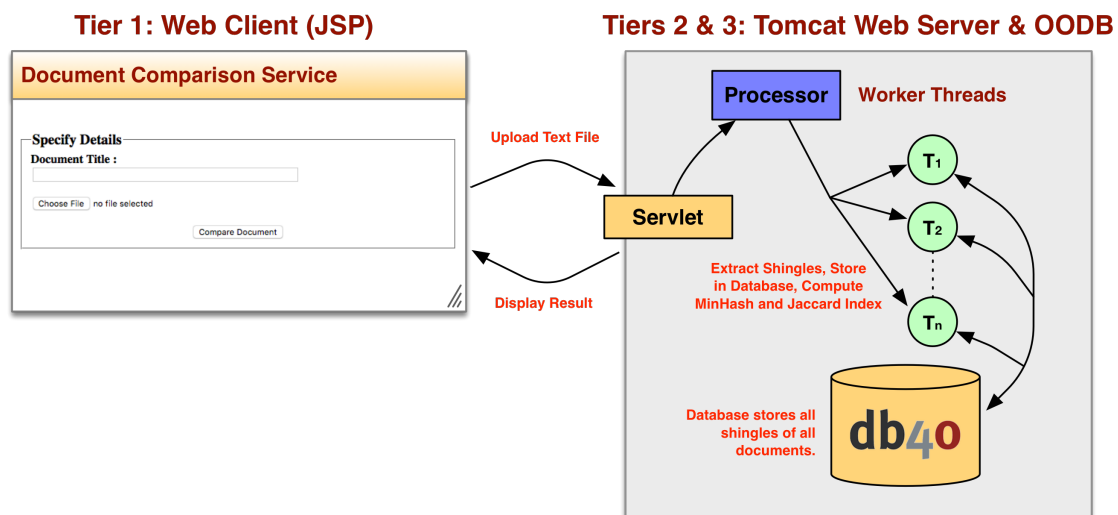 Tier 1: Web Client (JSP)
Tiers 2 & 3: Tomcat Web Server & OODB
Document Comparison Service
Specify Details
Document Title :
Choose File no file selected
Compare Document
Upload Text File
Display Result
Servlet
Processor
Worker Threads
T1
T2
Tn
Extract Shingles, Store
in Database, Compute
MinHash and Jaccard Index
Database stores all
shingles of all
documents.
db4o